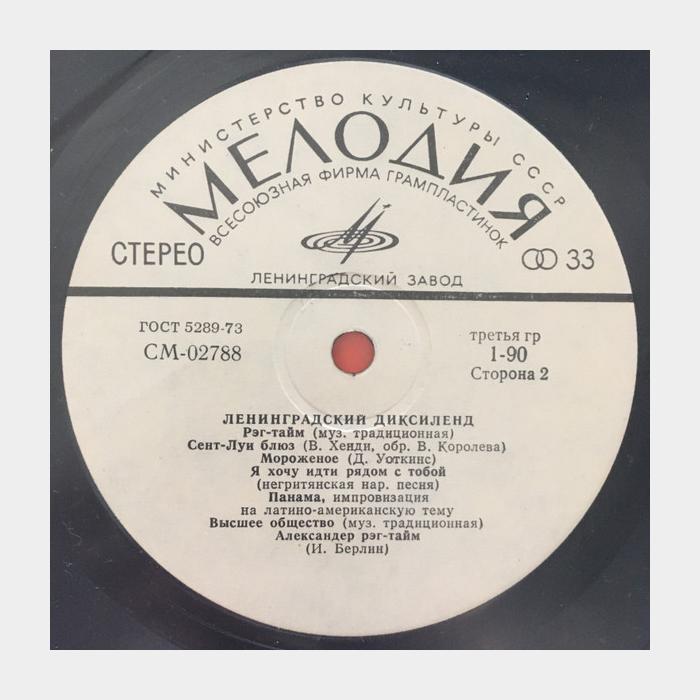 МИНИСТЕРСТВО КУЛЬТУРЫ СССР
МЕЛОДИЯ
ВСЕСОЮЗНАЯ ФИРМА ГРАМПЛАСТИНОК
СТЕРЕО
33
ЛЕНИНГРАДСКИЙ ЗАВОД
ГОСТ 5289-73
СМ-02788
третья гр
1-90
Сторона 2
ЛЕНИНГРАДСКИЙ ДИКСИЛЕНД
Рэг-тайм (муз. традиционная)
Сент-Луи блюз (В. Хенди, обр. В. Королева)
Мороженое (Д. Уоткинс)
Я хочу идти рядом с тобой
(негритянская нар. песня)
Панама, импровизация
на латино-американскую тему
Высшее общество (муз. традиционная)
Александер рэг-тайм
(И. Берлин)